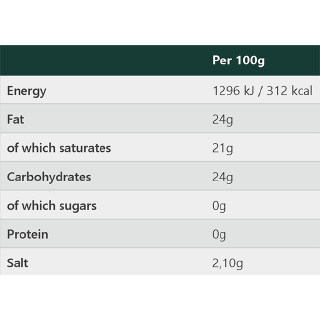 Per 100g
Energy 1296 kJ / 312 kcal
Fat 24g
of which saturates 21g
Carbohydrates 24g
of which sugars 0g
Protein 0g
Salt 2,10g